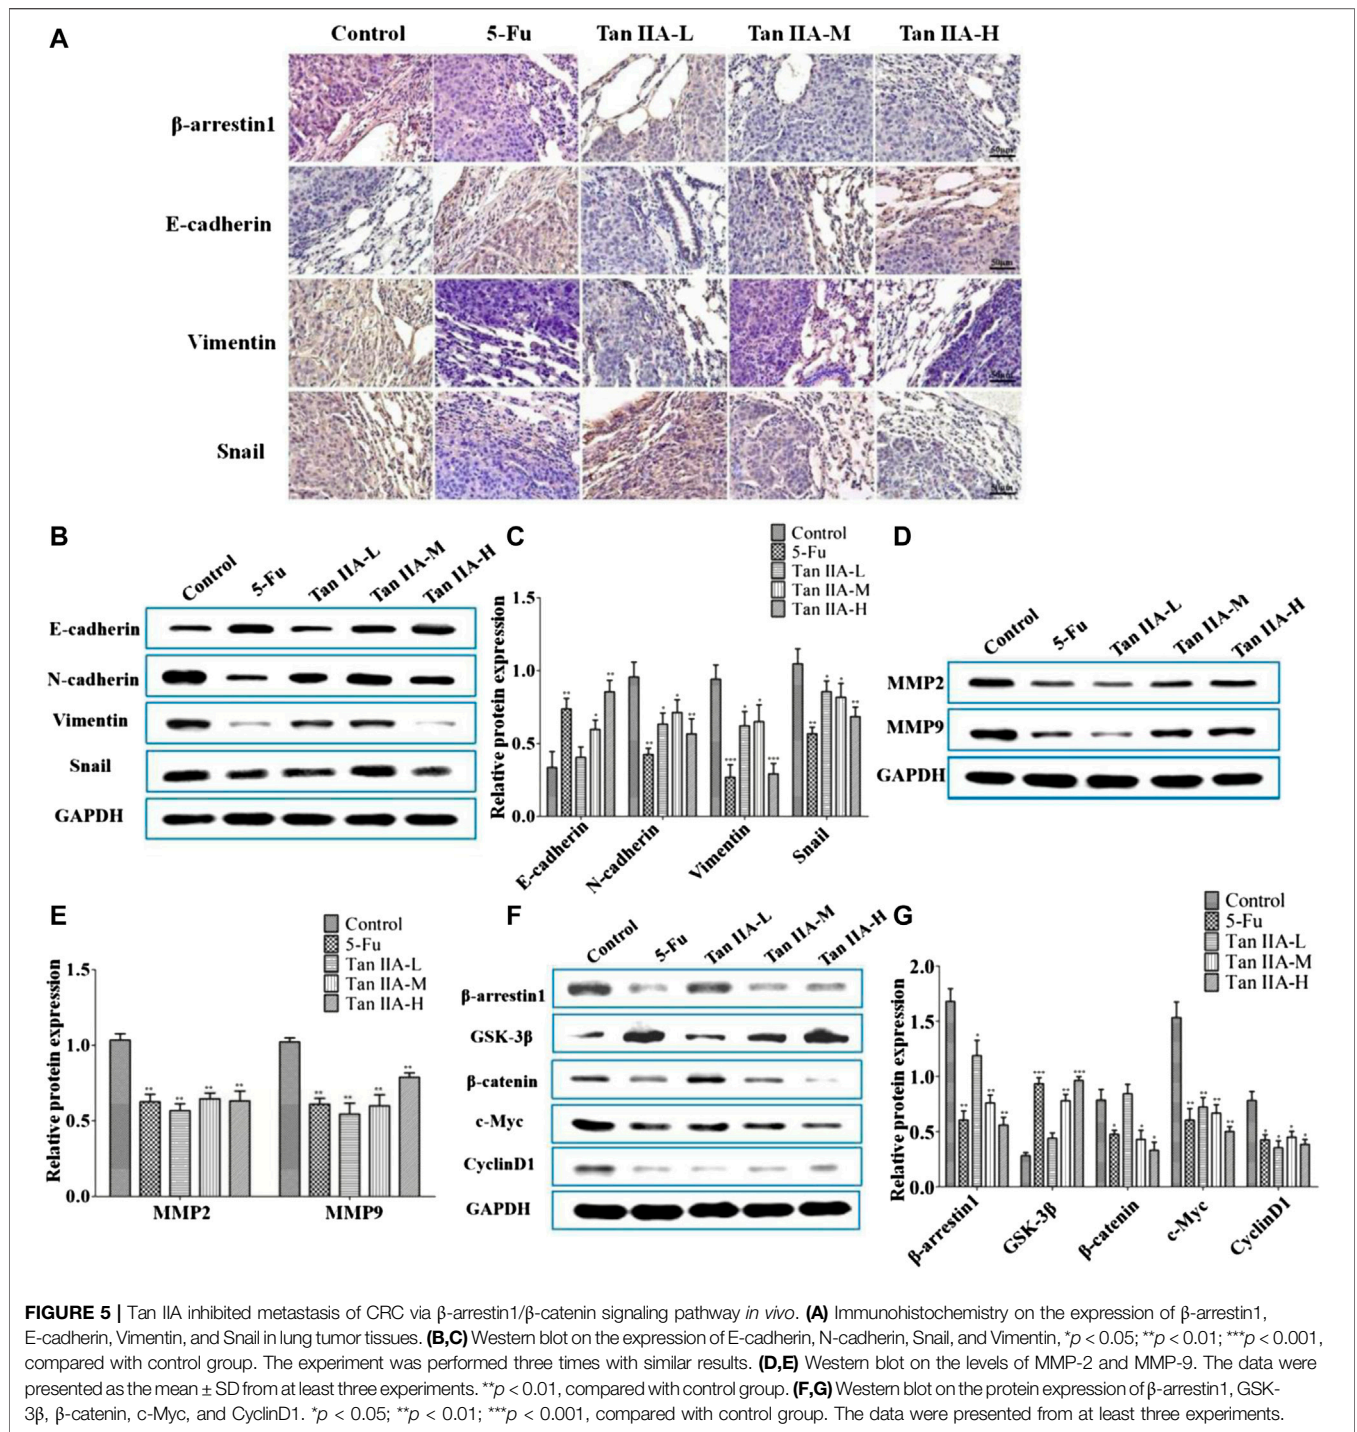 A
Control 5-Fu Tan IIA-L Tan IIA-M Tan IIA-H
β-arrestin1
50μm
E-cadherin
50μm
Vimentin
50μm
Snail
50μm
B
Control 5-Fu Tan IIA-L Tan IIA-M Tan IIA-H
E-cadherin
N-cadherin
Vimentin
Snail
GAPDH
C
Control
5-Fu
Tan IIA-L
Tan IIA-M
Tan IIA-H
Relative protein expression
1.5
1.0
0.5
0.0
** * **
** * * **
*** * * ***
** * * **
E-cadherin N-cadherin Vimentin Snail
D
Control 5-Fu Tan IIA-L Tan IIA-M Tan IIA-H
MMP2
MMP9
GAPDH
E
Control
5-Fu
Tan IIA-L
Tan IIA-M
Tan IIA-H
Relative protein expression
1.5
1.0
0.5
0.0
** ** ** **
** ** ** **
MMP2 MMP9
F
Control 5-Fu Tan IIA-L Tan IIA-M Tan IIA-H
β-arrestin1
GSK-3β
β-catenin
c-Myc
CyclinD1
GAPDH
G
Control
5-Fu
Tan IIA-L
Tan IIA-M
Tan IIA-H
Relative protein expression
2.0
1.5
1.0
0.5
0.0
** * ** **
*** ** ***
* * *
** ** ** **
* * * *
β-arrestin1 GSK-3β β-catenin c-Myc CyclinD1
FIGURE 5 | Tan IIA inhibited metastasis of CRC via β-arrestin1/β-catenin signaling pathway in vivo. (A) Immunohistochemistry on the expression of β-arrestin1,
E-cadherin, Vimentin, and Snail in lung tumor tissues. (B,C) Western blot on the expression of E-cadherin, N-cadherin, Snail, and Vimentin, *p < 0.05; **p < 0.01; ***p < 0.001,
compared with control group. The experiment was performed three times with similar results. (D,E) Western blot on the levels of MMP-2 and MMP-9. The data were
presented as the mean ± SD from at least three experiments. **p < 0.01, compared with control group. (F,G) Western blot on the protein expression of β-arrestin1, GSK-
3β, β-catenin, c-Myc, and CyclinD1. *p < 0.05; **p < 0.01; ***p < 0.001, compared with control group. The data were presented from at least three experiments.